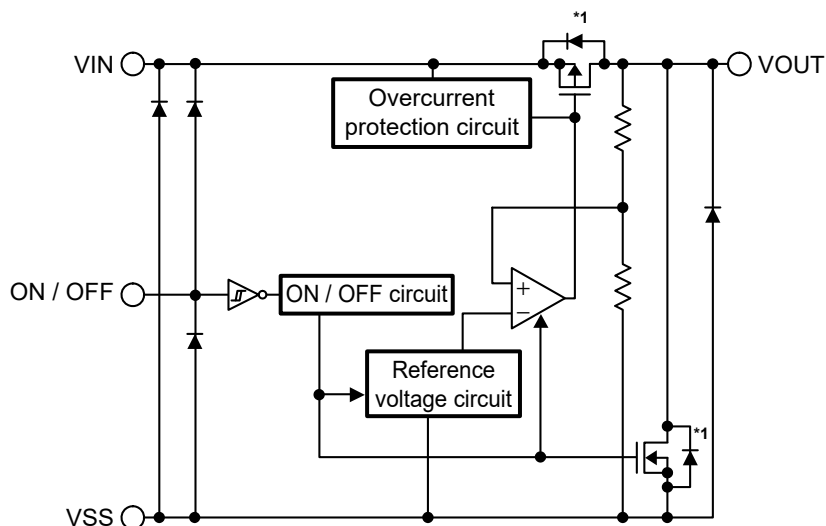 *1
VIN
VOUT
Overcurrent
protection circuit
ON / OFF
ON / OFF circuit
+
−
Reference
voltage circuit
*1
VSS